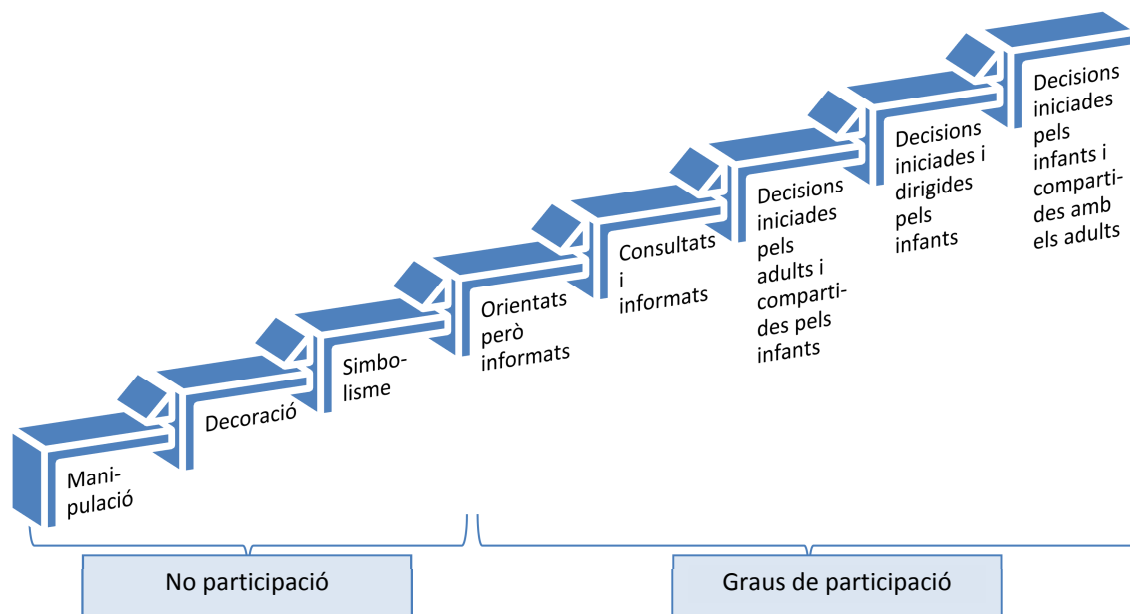 Mani-
pulació
Decoració
Simbo-
lisme
Orientats
però
informats
Consultats
i
informats
Decisions
iniciades
pels
adults i
comparti-
des pels
infants
Decisions
iniciades i
dirigides
pels
infants
Decisions
iniciades
pels
infants i
comparti-
des amb
els adults
No participació
Graus de participació